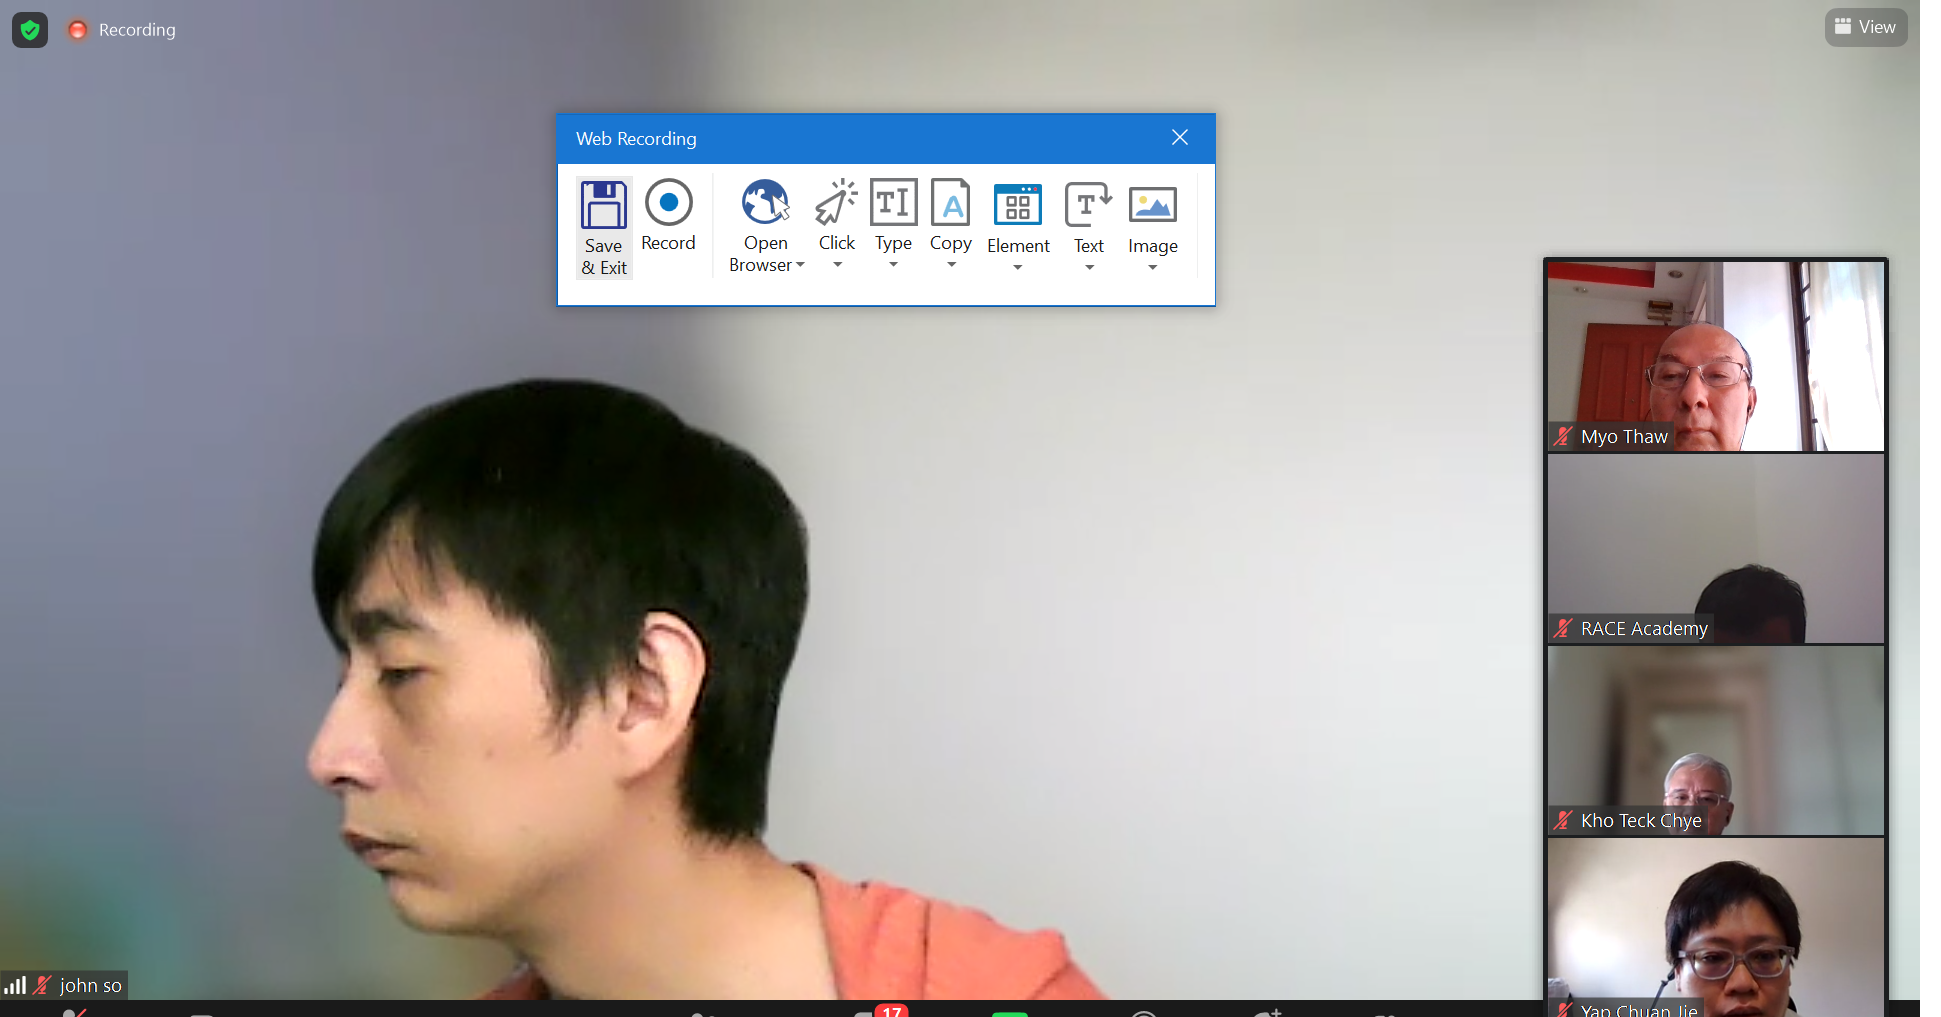 Recording
View
Web Recording
Save
& Exit
Record
Open
Browser
Click
Type
Copy
Element
Text
Image
Myo Thaw
RACE Academy
Kho Teck Chye
Yap Chuan Jie
john so
17